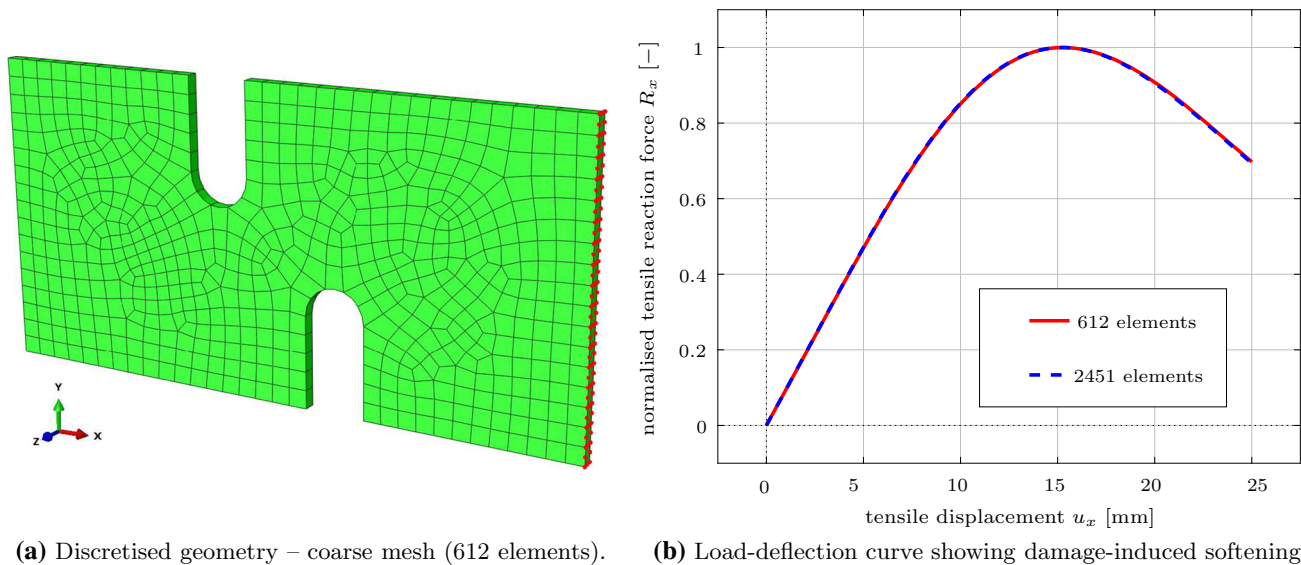 Y
X
Z
(a) Discretised geometry – coarse mesh (612 elements).
normalised tensile reaction force Rₓ [−]
1
0.8
0.6
0.4
0.2
0
612 elements
2451 elements
0 5 10 15 20 25
tensile displacement uₓ [mm]
(b) Load-deflection curve showing damage-induced softening